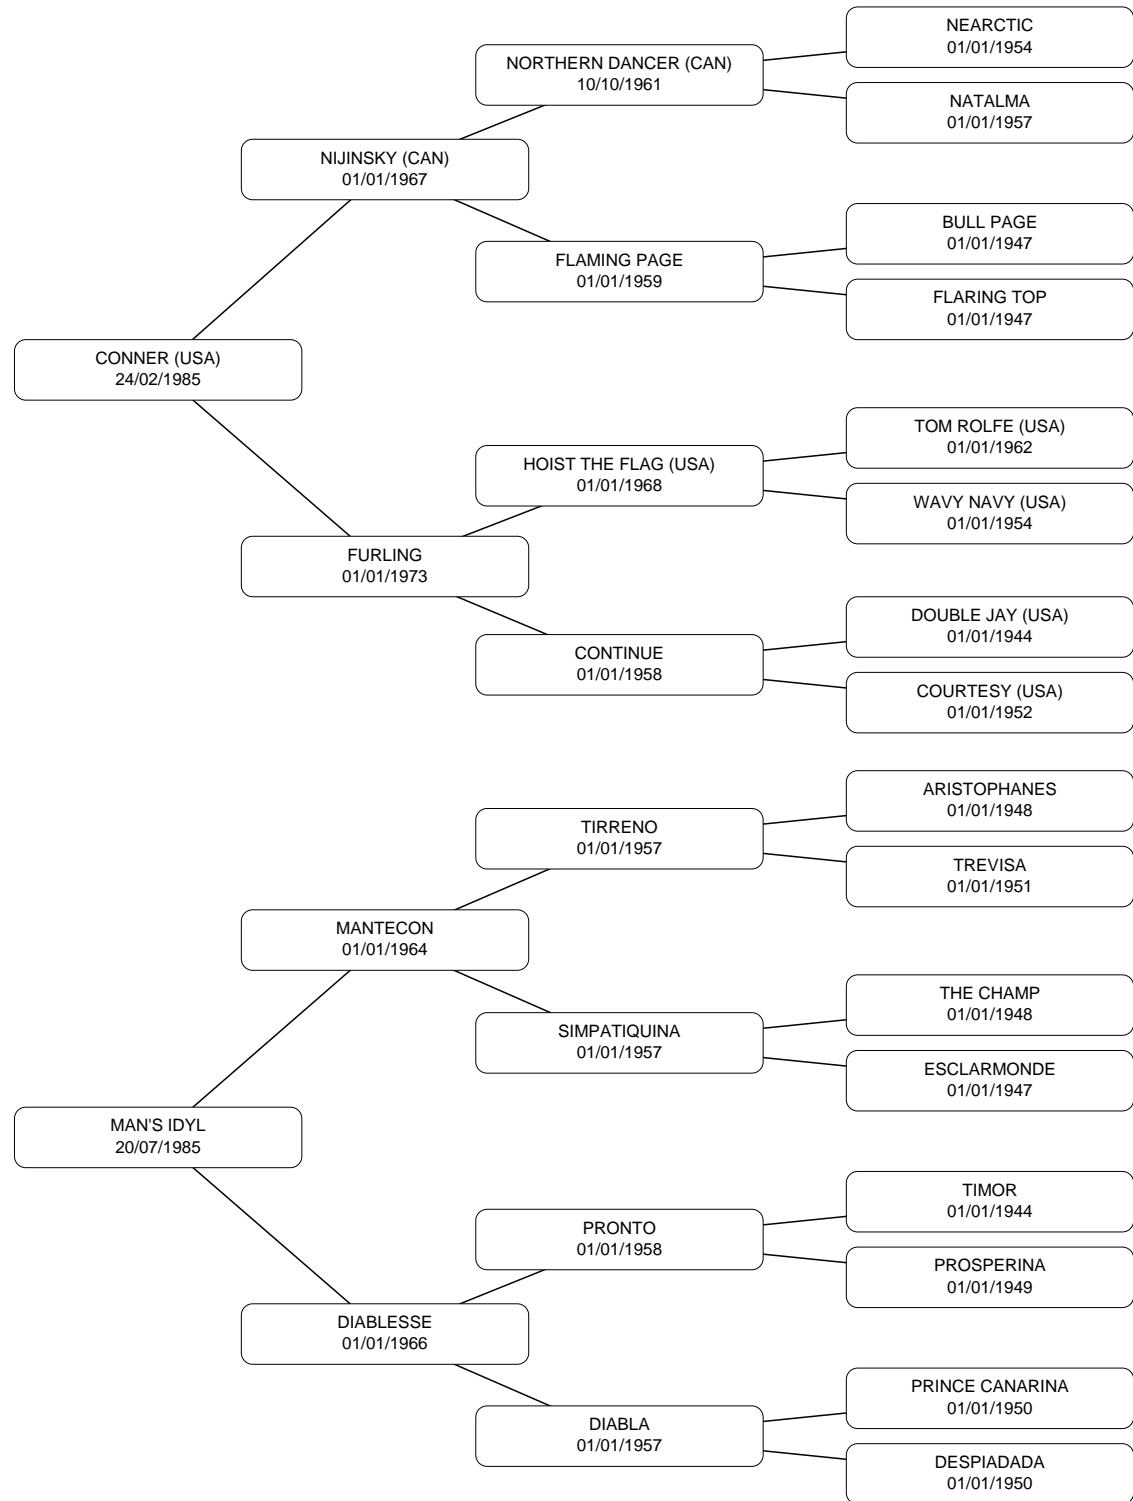 NEARCTIC
01/01/1954
NORTHERN DANCER (CAN)
10/10/1961
NATALMA
01/01/1957
NIJINSKY (CAN)
01/01/1967
BULL PAGE
01/01/1947
FLAMING PAGE
01/01/1959
FLARING TOP
01/01/1947
CONNER (USA)
24/02/1985
TOM ROLFE (USA)
01/01/1962
HOIST THE FLAG (USA)
01/01/1968
WAVY NAVY (USA)
01/01/1954
FURLING
01/01/1973
DOUBLE JAY (USA)
01/01/1944
CONTINUE
01/01/1958
COURTESY (USA)
01/01/1952
ARISTOPHANES
01/01/1948
TIRRENO
01/01/1957
TREVISA
01/01/1951
MANTECON
01/01/1964
THE CHAMP
01/01/1948
SIMPATIQUINA
01/01/1957
ESCLARMONDE
01/01/1947
MAN'S IDYL
20/07/1985
TIMOR
01/01/1944
PRONTO
01/01/1958
PROSPERINA
01/01/1949
DIABLESSE
01/01/1966
PRINCE CANARINA
01/01/1950
DIABLA
01/01/1957
DESPIADADA
01/01/1950